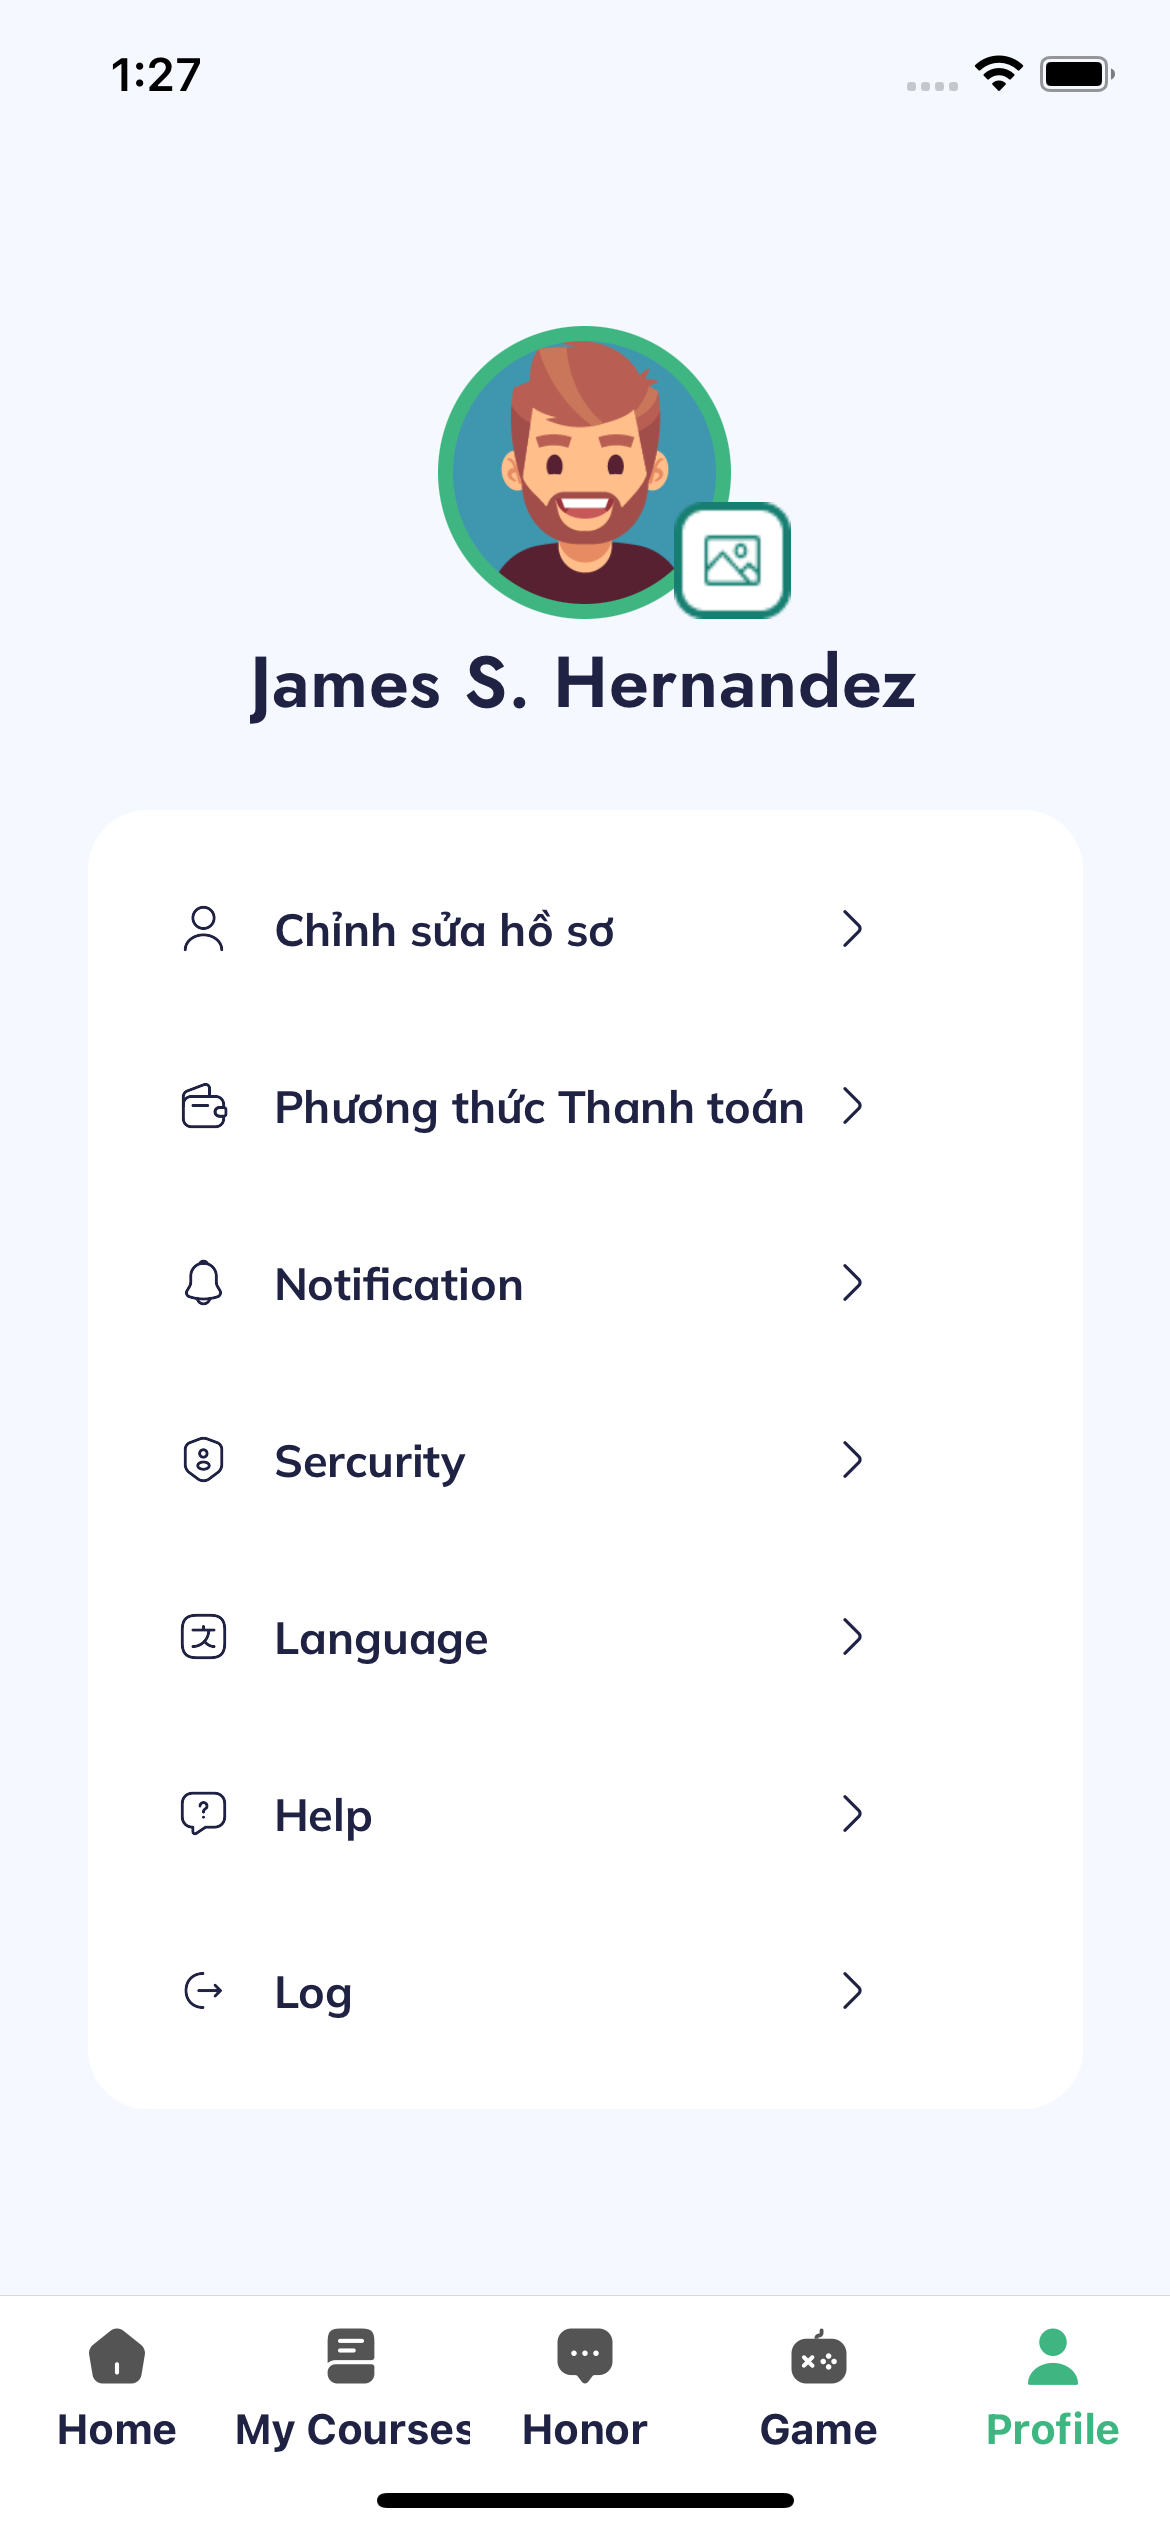 1:27
James S. Hernandez
Chỉnh sửa hồ sơ
Phương thức Thanh toán
Notification
Sercurity
Language
Help
Log
Home
My Courses
Honor
Game
Profile